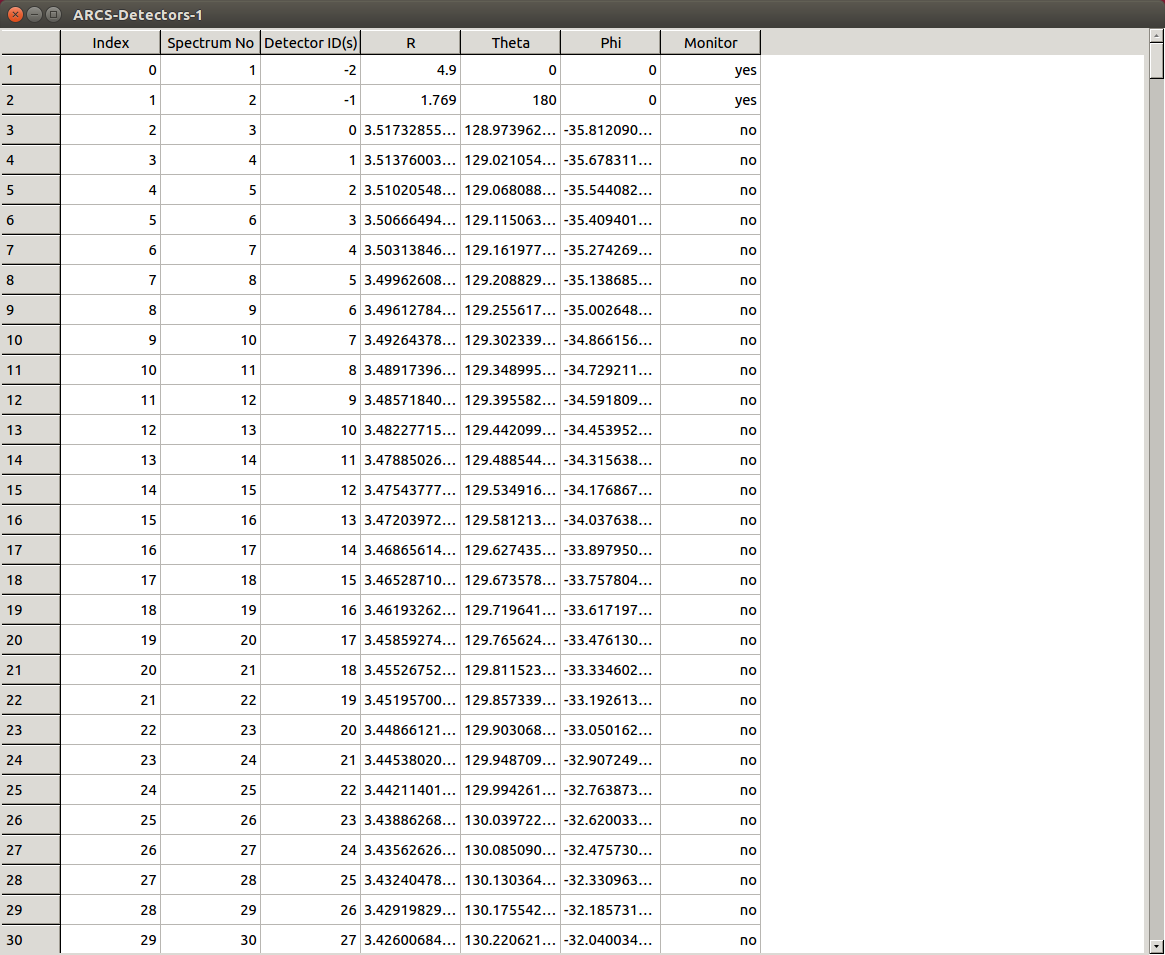 ARCS-Detectors-1
Index Spectrum No Detector ID(s) R Theta Phi Monitor
1 0 1 -2 4.9 0 0 yes
2 1 2 -1 1.769 180 0 yes
3 2 3 0 3.51732855... 128.973962... -35.812090... no
4 3 4 1 3.51376003... 129.021054... -35.678311... no
5 4 5 2 3.51020548... 129.068088... -35.544082... no
6 5 6 3 3.50666494... 129.115063... -35.409401... no
7 6 7 4 3.50313846... 129.161977... -35.274269... no
8 7 8 5 3.49962608... 129.208829... -35.138685... no
9 8 9 6 3.49612784... 129.255617... -35.002648... no
10 9 10 7 3.49264378... 129.302339... -34.866156... no
11 10 11 8 3.48917396... 129.348995... -34.729211... no
12 11 12 9 3.48571840... 129.395582... -34.591809... no
13 12 13 10 3.48227715... 129.442099... -34.453952... no
14 13 14 11 3.47885026... 129.488544... -34.315638... no
15 14 15 12 3.47543777... 129.534916... -34.176867... no
16 15 16 13 3.47203972... 129.581213... -34.037638... no
17 16 17 14 3.46865614... 129.627435... -33.897950... no
18 17 18 15 3.46528710... 129.673578... -33.757804... no
19 18 19 16 3.46193262... 129.719641... -33.617197... no
20 19 20 17 3.45859274... 129.765624... -33.476130... no
21 20 21 18 3.45526752... 129.811523... -33.334602... no
22 21 22 19 3.45195700... 129.857339... -33.192613... no
23 22 23 20 3.44866121... 129.903068... -33.050162... no
24 23 24 21 3.44538020... 129.948709... -32.907249... no
25 24 25 22 3.44211401... 129.994261... -32.763873... no
26 25 26 23 3.43886268... 130.039722... -32.620033... no
27 26 27 24 3.43562626... 130.085090... -32.475730... no
28 27 28 25 3.43240478... 130.130364... -32.330963... no
29 28 29 26 3.42919829... 130.175542... -32.185731... no
30 29 30 27 3.42600684... 130.220621... -32.040034... no